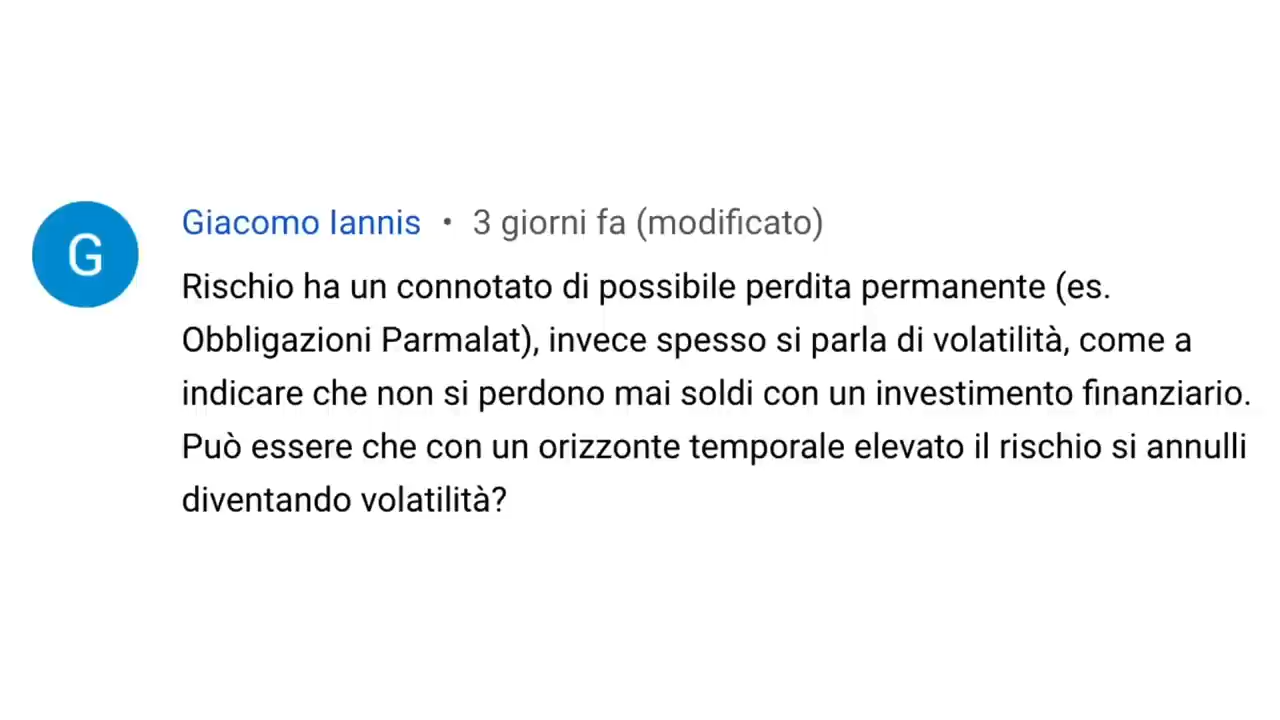 G
Giacomo Iannis • 3 giorni fa (modificato)
Rischio ha un connotato di possibile perdita permanente (es.
Obbligazioni Parmalat), invece spesso si parla di volatilità, come a
indicare che non si perdono mai soldi con un investimento finanziario.
Può essere che con un orizzonte temporale elevato il rischio si annulli
diventando volatilità?